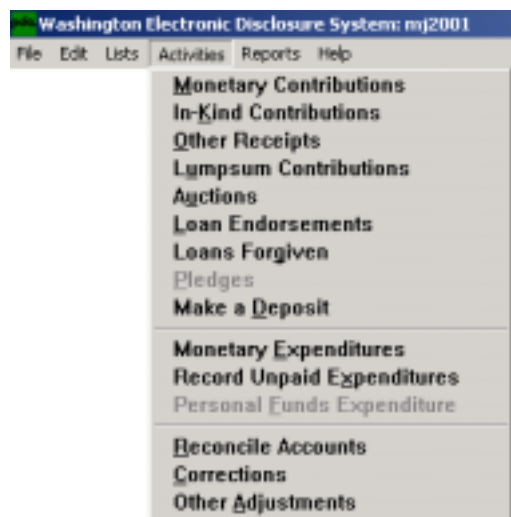 Washington Electronic Disclosure System: mj2001
File Edit Lists Activities Reports Help
Monetary Contributions
In-Kind Contributions
Other Receipts
Lympsum Contributions
Auctions
Loan Endorsements
Loans Forgiven
Pledges
Make a Deposit
Monetary Expenditures
Record Unpaid Expenditures
Personal Funds Expenditure
Reconcile Accounts
Corrections
Other Adjustments